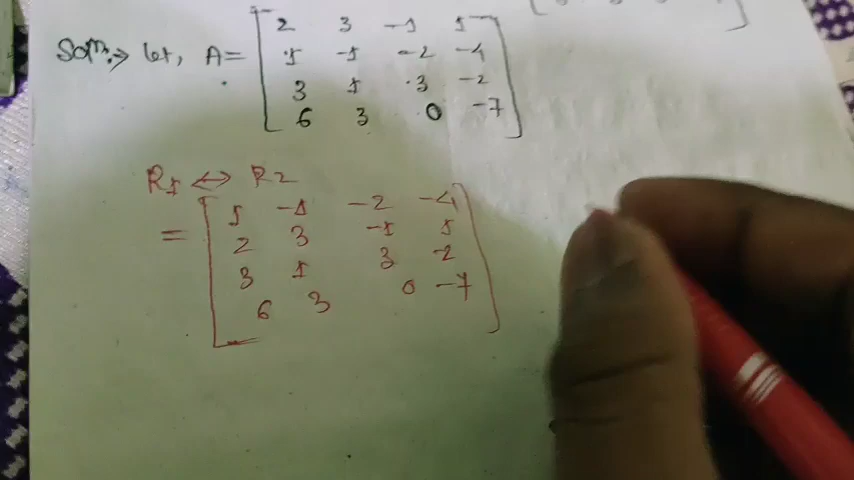 Soln:→ let, A = [ 2 3 -1 1
1 -1 -2 -4
3 1 3 -2
6 3 0 -7 ]
R1 ↔ R2
= [ 1 -1 -2 -4
2 3 -1 1
3 1 3 -2
6 3 0 -7 ]